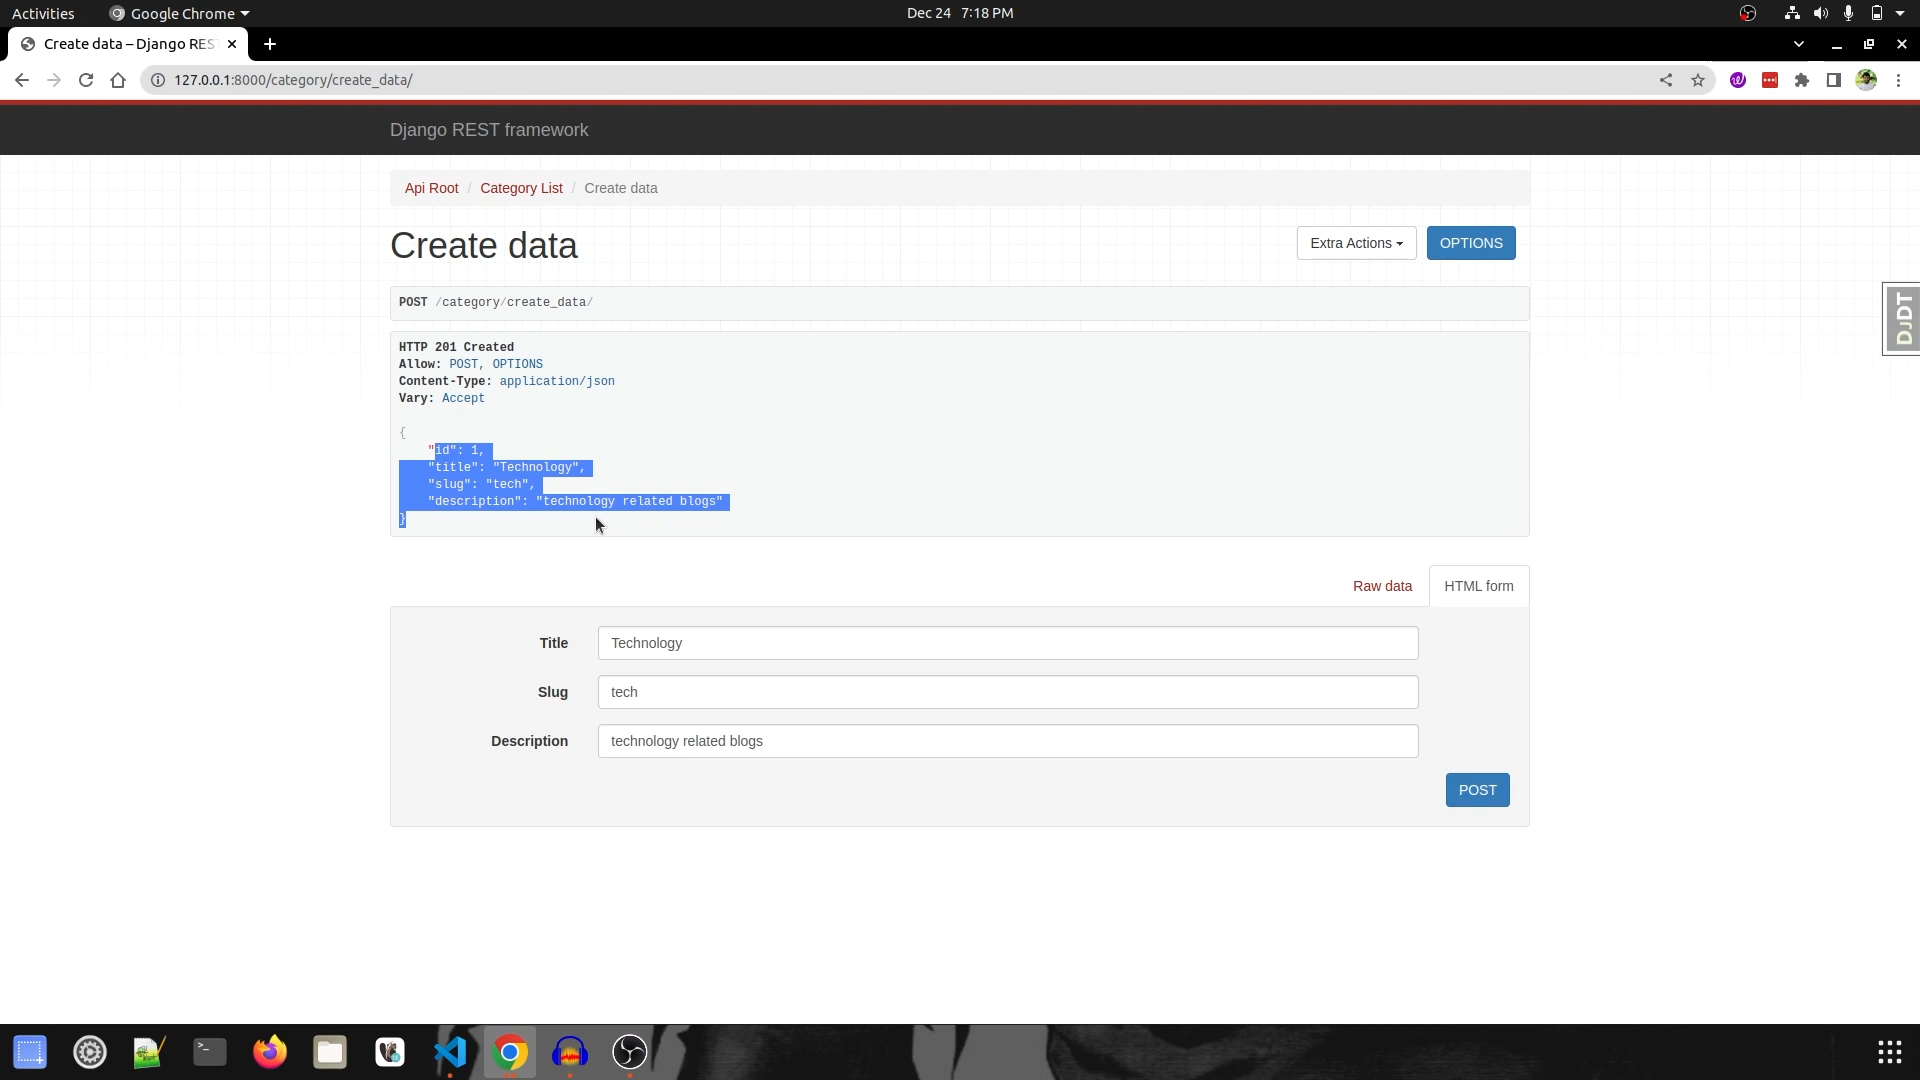 Activities
Google Chrome
Dec 24 7:18 PM
Create data – Django RES
127.0.0.1:8000/category/create_data/
Django REST framework
Api Root / Category List / Create data
Create data
Extra Actions
OPTIONS
DJDT
POST /category/create_data/
HTTP 201 Created
Allow: POST, OPTIONS
Content-Type: application/json
Vary: Accept
{
"id": 1,
"title": "Technology",
"slug": "tech",
"description": "technology related blogs"
}
Raw data
HTML form
Title
Technology
Slug
tech
Description
technology related blogs
POST